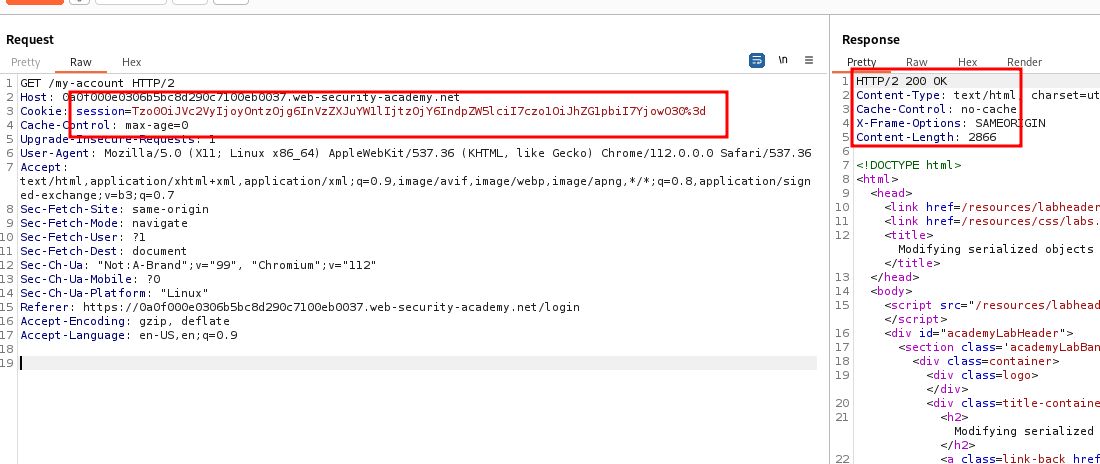 Request
Pretty Raw Hex
\n
1 GET /my-account HTTP/2
2 Host: 0a0f000e0306b5bc8d290c7100eb0037.web-security-academy.net
3 Cookie: session=Tzo0OiJVc2VyIjoyOntzOjg6InVzZXJuYW1lIjtzOjY6IndpZW5lciI7czo1OiJhZG1pbiI7YjowO30%3d
4 Cache-Control: max-age=0
5 Upgrade-Insecure-Requests: 1
6 User-Agent: Mozilla/5.0 (X11; Linux x86_64) AppleWebKit/537.36 (KHTML, like Gecko) Chrome/112.0.0.0 Safari/537.36
7 Accept:
text/html,application/xhtml+xml,application/xml;q=0.9,image/avif,image/webp,image/apng,*/*;q=0.8,application/sign
ed-exchange;v=b3;q=0.7
8 Sec-Fetch-Site: same-origin
9 Sec-Fetch-Mode: navigate
10 Sec-Fetch-User: ?1
11 Sec-Fetch-Dest: document
12 Sec-Ch-Ua: "Not:A-Brand";v="99", "Chromium";v="112"
13 Sec-Ch-Ua-Mobile: ?0
14 Sec-Ch-Ua-Platform: "Linux"
15 Referer: https://0a0f000e0306b5bc8d290c7100eb0037.web-security-academy.net/login
16 Accept-Encoding: gzip, deflate
17 Accept-Language: en-US,en;q=0.9
18
19
Response
Pretty Raw Hex Render
1 HTTP/2 200 OK
2 Content-Type: text/html; charset=ut
3 Cache-Control: no-cache
4 X-Frame-Options: SAMEORIGIN
5 Content-Length: 2866
6
7 <!DOCTYPE html>
8 <html>
9 <head>
10 <link href=/resources/labheader
11 <link href=/resources/css/labs.
12 <title>
Modifying serialized objects
</title>
13 </head>
14 <body>
15 <script src="/resources/labhead
</script>
16 <div id="academyLabHeader">
17 <section class='academyLabBan
18 <div class=container>
19 <div class=logo>
</div>
20 <div class=title-containe
21 <h2>
Modifying serialized
</h2>
22 <a class=link-back href